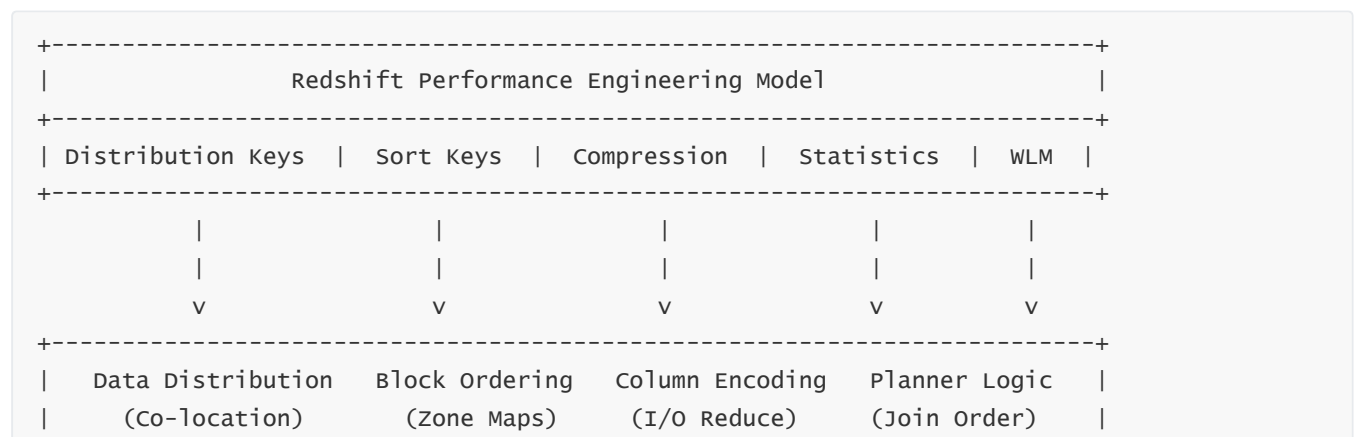 +--------------------------------------------------------------------------+
|                 Redshift Performance Engineering Model                   |
+--------------------------------------------------------------------------+
| Distribution Keys  |  Sort Keys |  Compression  |  Statistics  |  WLM  |
+--------------------------------------------------------------------------+
           |                |               |              |          |
           |                |               |              |          |
           v                v               v              v          v
+--------------------------------------------------------------------------+
|   Data Distribution   Block Ordering   Column Encoding   Planner Logic   |
|     (Co-location)       (Zone Maps)     (I/O Reduce)     (Join Order)    |